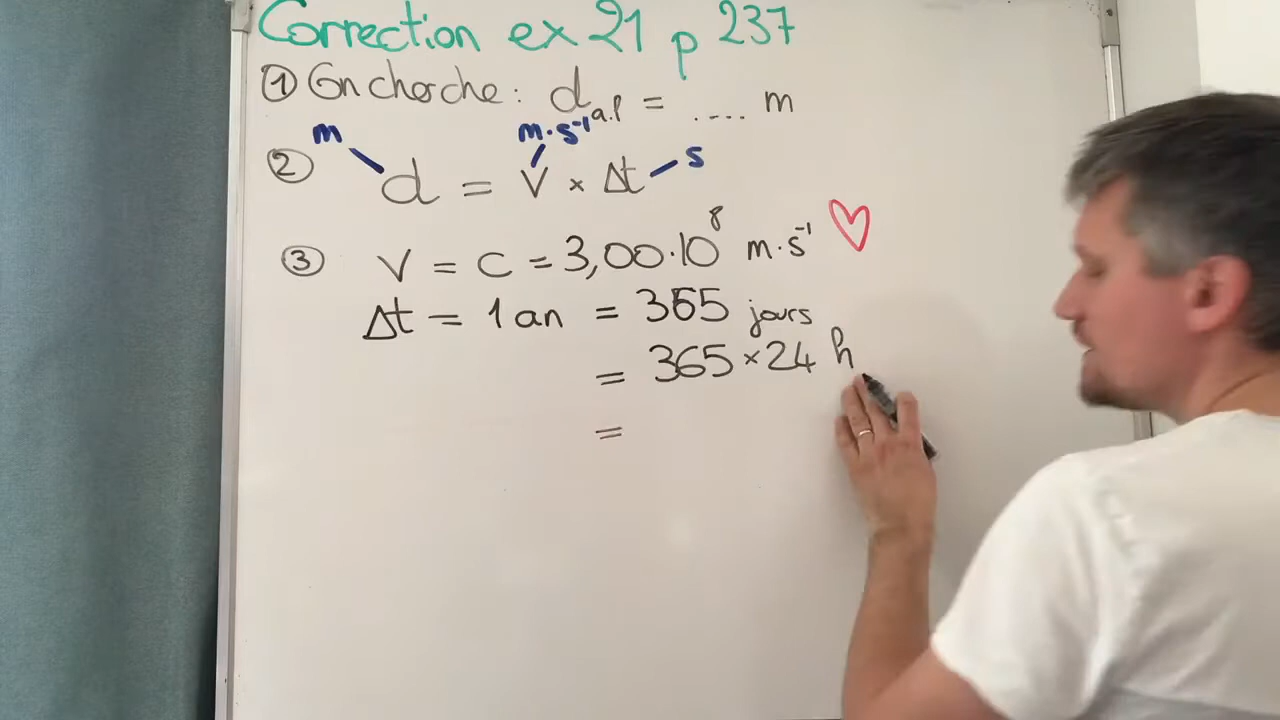 Correction ex 21 p 237
① On cherche : d a.l = .... m
m m·s⁻¹ s
② d = V × Δt
③ V = C = 3,00·10⁸ m·s⁻¹ ♡
Δt = 1 an = 365 jours
= 365 × 24 h
=